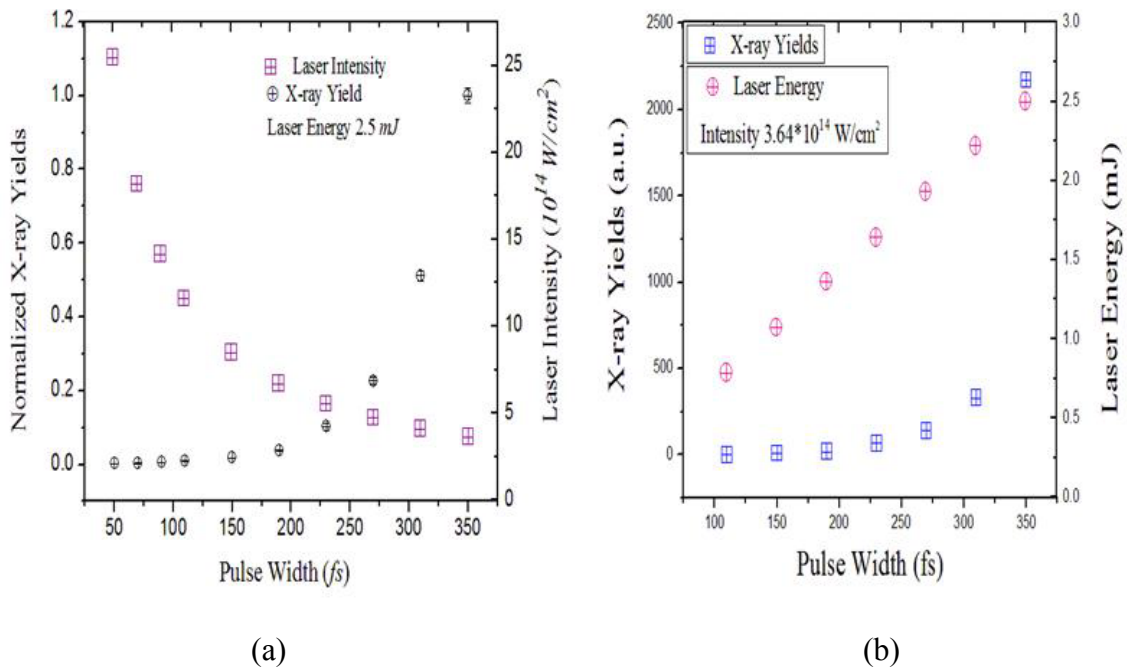 1.2
1.0
0.8
0.6
0.4
0.2
0.0
Normalized X-ray Yields
Laser Intensity
X-ray Yield
Laser Energy 2.5 mJ
25
20
15
10
5
0
Laser Intensity (10^14 W/cm^2)
50 100 150 200 250 300 350
Pulse Width (fs)
(a)
2500
2000
1500
1000
500
0
X-ray Yields (a.u.)
X-ray Yields
Laser Energy
Intensity 3.64*10^14 W/cm^2
3.0
2.5
2.0
1.5
1.0
0.5
0.0
Laser Energy (mJ)
100 150 200 250 300 350
Pulse Width (fs)
(b)